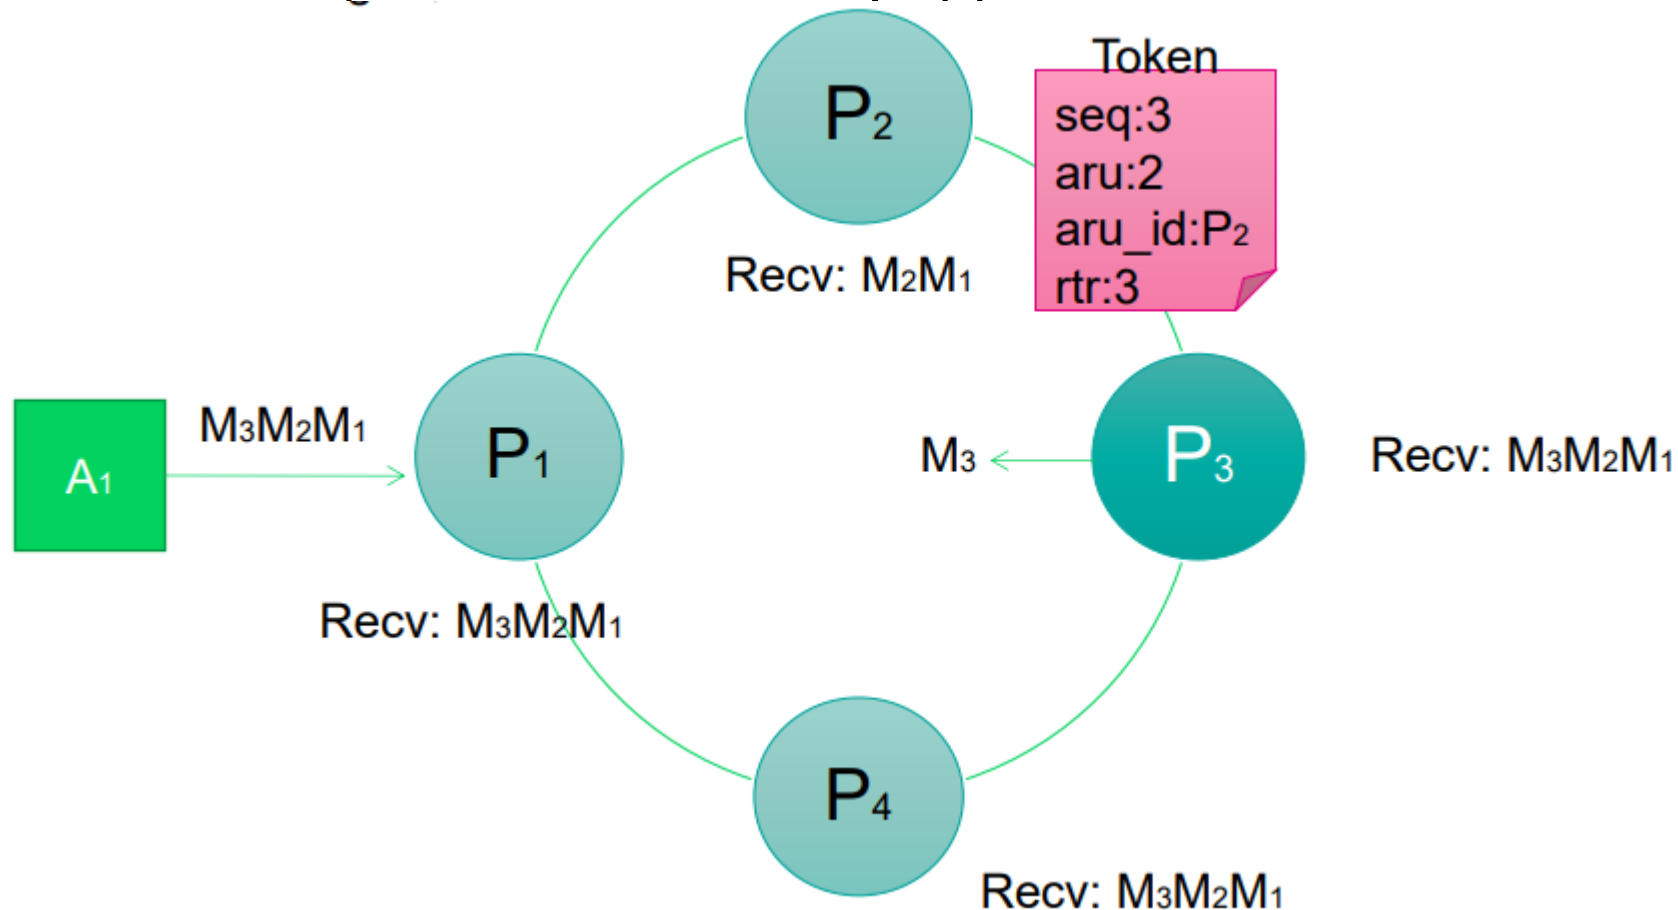 P2
Token
seq:3
aru:2
aru_id:P2
rtr:3
Recv: M2M1
A1
M3M2M1
P1
M3
P3
Recv: M3M2M1
Recv: M3M2M1
P4
Recv: M3M2M1